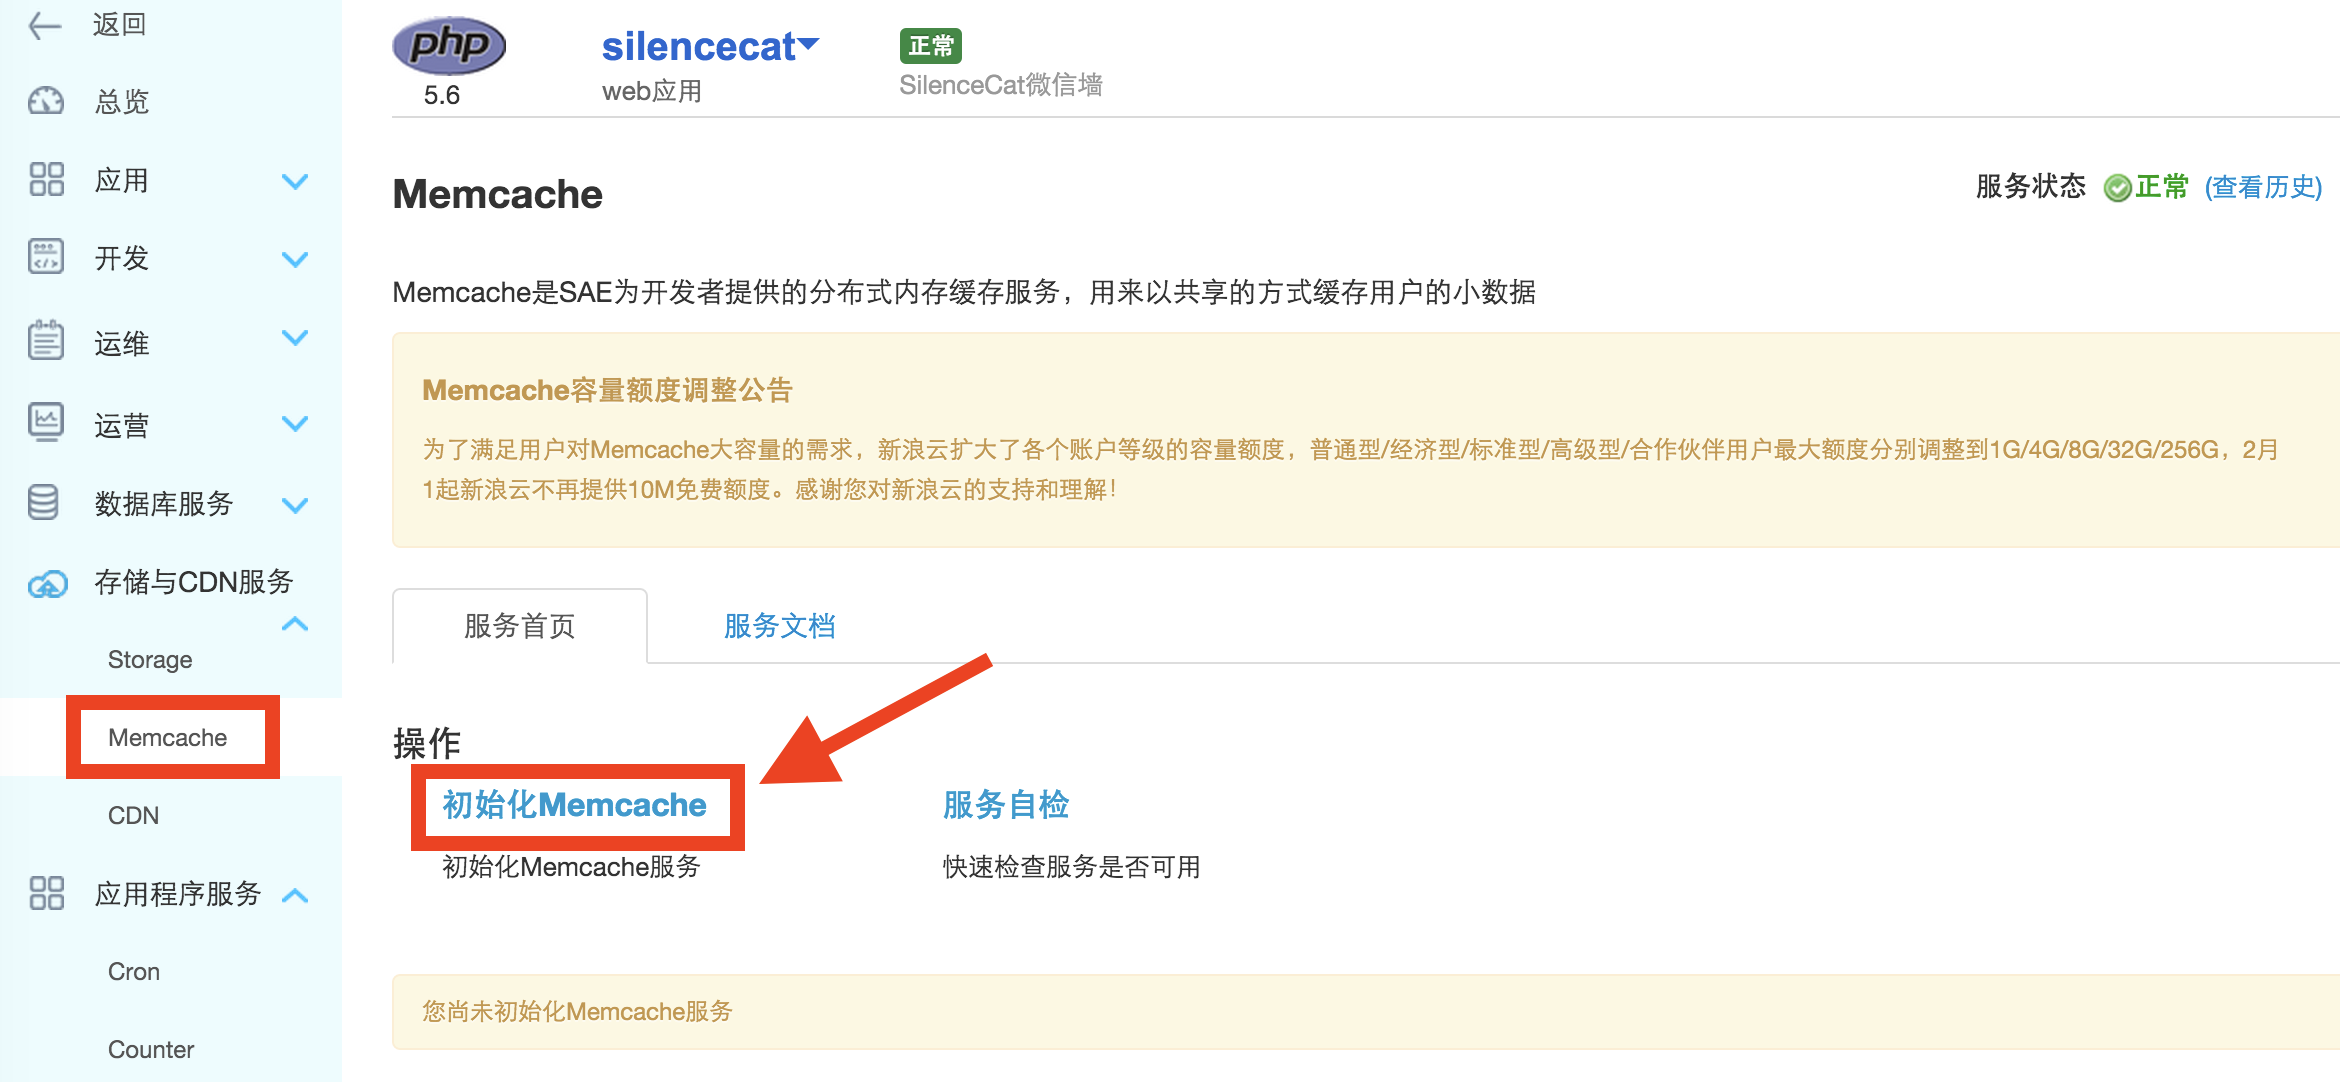 返回
总览
应用
开发
运维
运营
数据库服务
存储与CDN服务
Storage
Memcache
CDN
应用程序服务
Cron
Counter
php
5.6
silencecat
web应用
正常
SilenceCat微信墙
Memcache
服务状态 正常 (查看历史)
Memcache是SAE为开发者提供的分布式内存缓存服务，用来以共享的方式缓存用户的小数据
Memcache容量额度调整公告
为了满足用户对Memcache大容量的需求，新浪云扩大了各个账户等级的容量额度，普通型/经济型/标准型/高级型/合作伙伴用户最大额度分别调整到1G/4G/8G/32G/256G，2月
1起新浪云不再提供10M免费额度。感谢您对新浪云的支持和理解！
服务首页 服务文档
操作
初始化Memcache 服务自检
初始化Memcache服务 快速检查服务是否可用
您尚未初始化Memcache服务